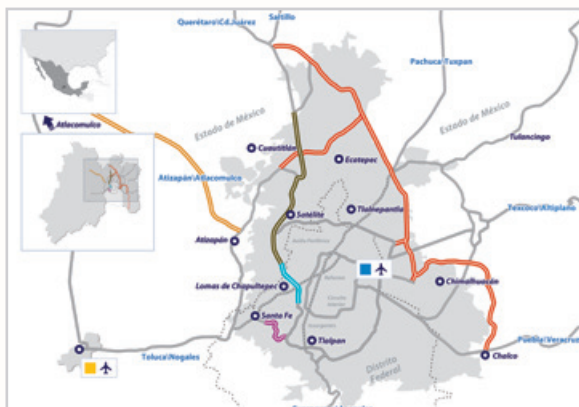 Querétaro\Cd.Juárez
Saltillo
Pachuca-Tuxpan
Estado de México
Estado de México
Atlacomulco
Cuautitlán
Ecatepec
Tulancingo
Atizapán\Atlacomulco
Satélite
Tlalnepantla
Texcoco\Altiplano
Atizapán
Lomas de Chapultepec
Chimalhuacán
Santa Fe
Tlalpan
Toluca\Nogales
Distrito
Federal
Puebla\Veracruz
Chalco